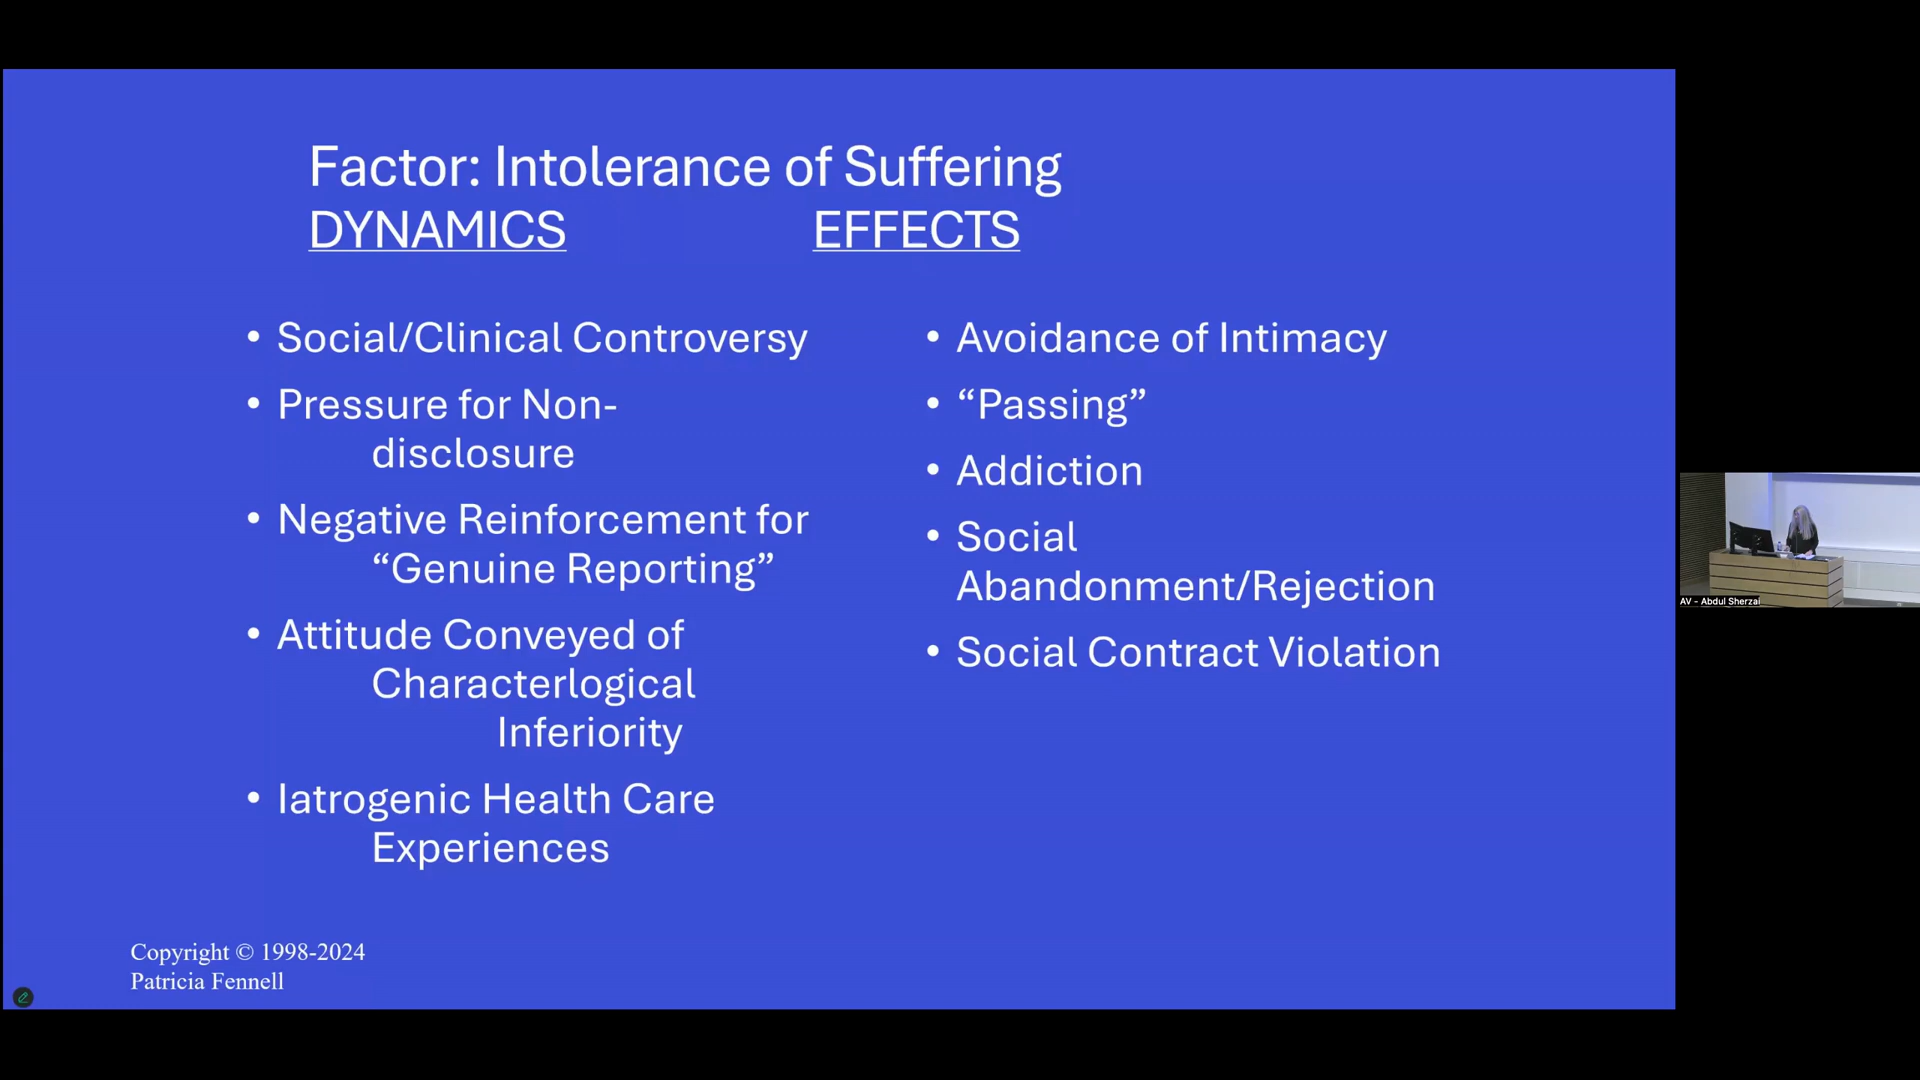 Factor: Intolerance of Suffering
DYNAMICS EFFECTS
• Social/Clinical Controversy
• Pressure for Non-
disclosure
• Negative Reinforcement for
“Genuine Reporting”
• Attitude Conveyed of
Characterlogical
Inferiority
• Iatrogenic Health Care
Experiences
• Avoidance of Intimacy
• “Passing”
• Addiction
• Social
Abandonment/Rejection
• Social Contract Violation
Copyright © 1998-2024
Patricia Fennell
AV - Abdul Sherzai